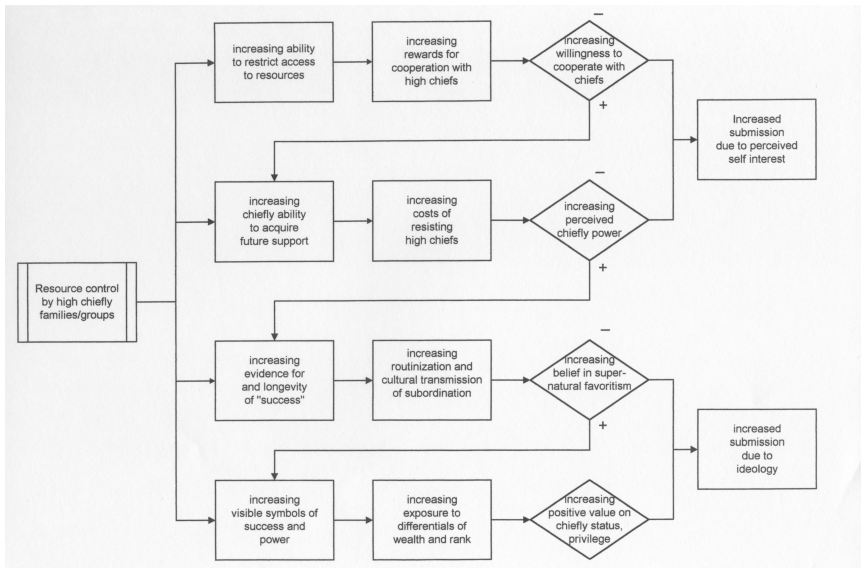 increasing ability
to restrict access
to resources
increasing
rewards for
cooperation with
high chiefs
−
increasing
willingness to
cooperate with
chiefs
+
Increased
submission
due to perceived
self interest
increasing
chiefly ability
to acquire
future support
increasing
costs of
resisting
high chiefs
−
increasing
perceived
chiefly power
+
Resource control
by high chiefly
families/groups
increasing
evidence for
and longevity
of "success"
increasing
routinization and
cultural transmission
of subordination
−
increasing
belief in super-
natural favoritism
+
increased
submission
due to
ideology
increasing
visible symbols of
success and
power
increasing
exposure to
differentials of
wealth and rank
increasing
positive value on
chiefly status,
privilege